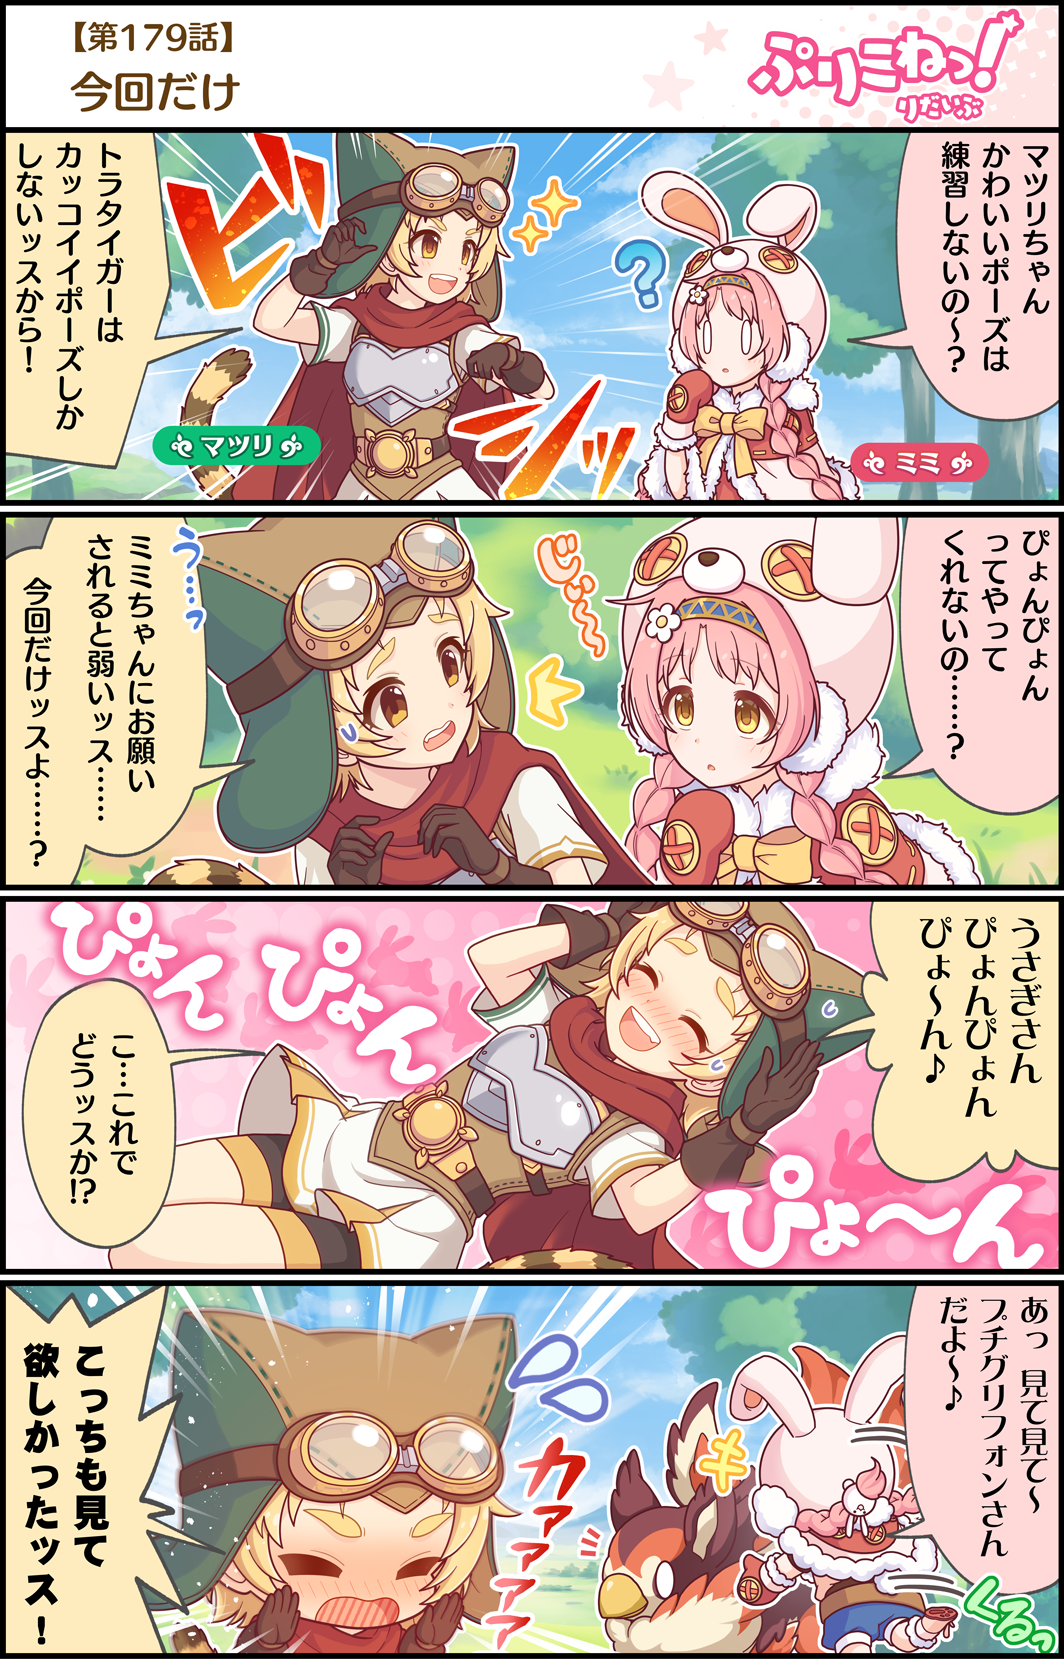 【第179話】
今回だけ
ぷりこねっ!
りだいぶ
マツリちゃん
かわいいポーズは
練習しないの〜?
?
ビシッ
トラタイガーは
カッコイイポーズしか
しないッスから!
マツリ
ミミ
ぴょんぴょん
ってやって
くれないの……?
じぃ〜〜
う…っ
ミミちゃんにお願い
されると弱いッス……
今回だけッスよ……?
うさぎさん
ぴょんぴょん
ぴょ〜ん♪
ぴょん
ぴょん
ぴょ〜ん
こ…これで
どうッスか!?
あっ 見て見て〜
プチグリフォンさん
だよ〜♪
くるっ
カァァァァ
こっちも見て
欲しかったッス!